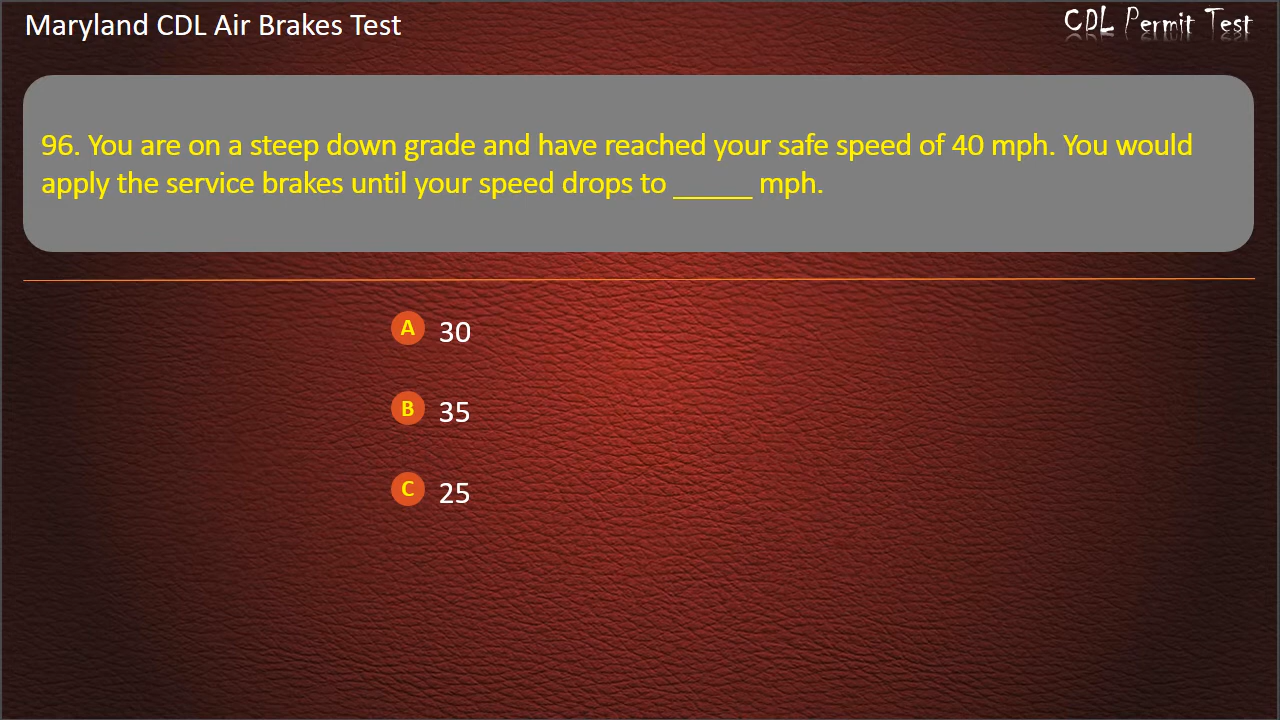 Maryland CDL Air Brakes Test
CDL Permit Test
96. You are on a steep down grade and have reached your safe speed of 40 mph. You would
apply the service brakes until your speed drops to ______ mph.
A 30
B 35
C 25